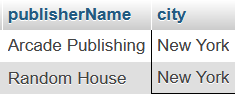 publisherName city
Arcade Publishing New York
Random House New York